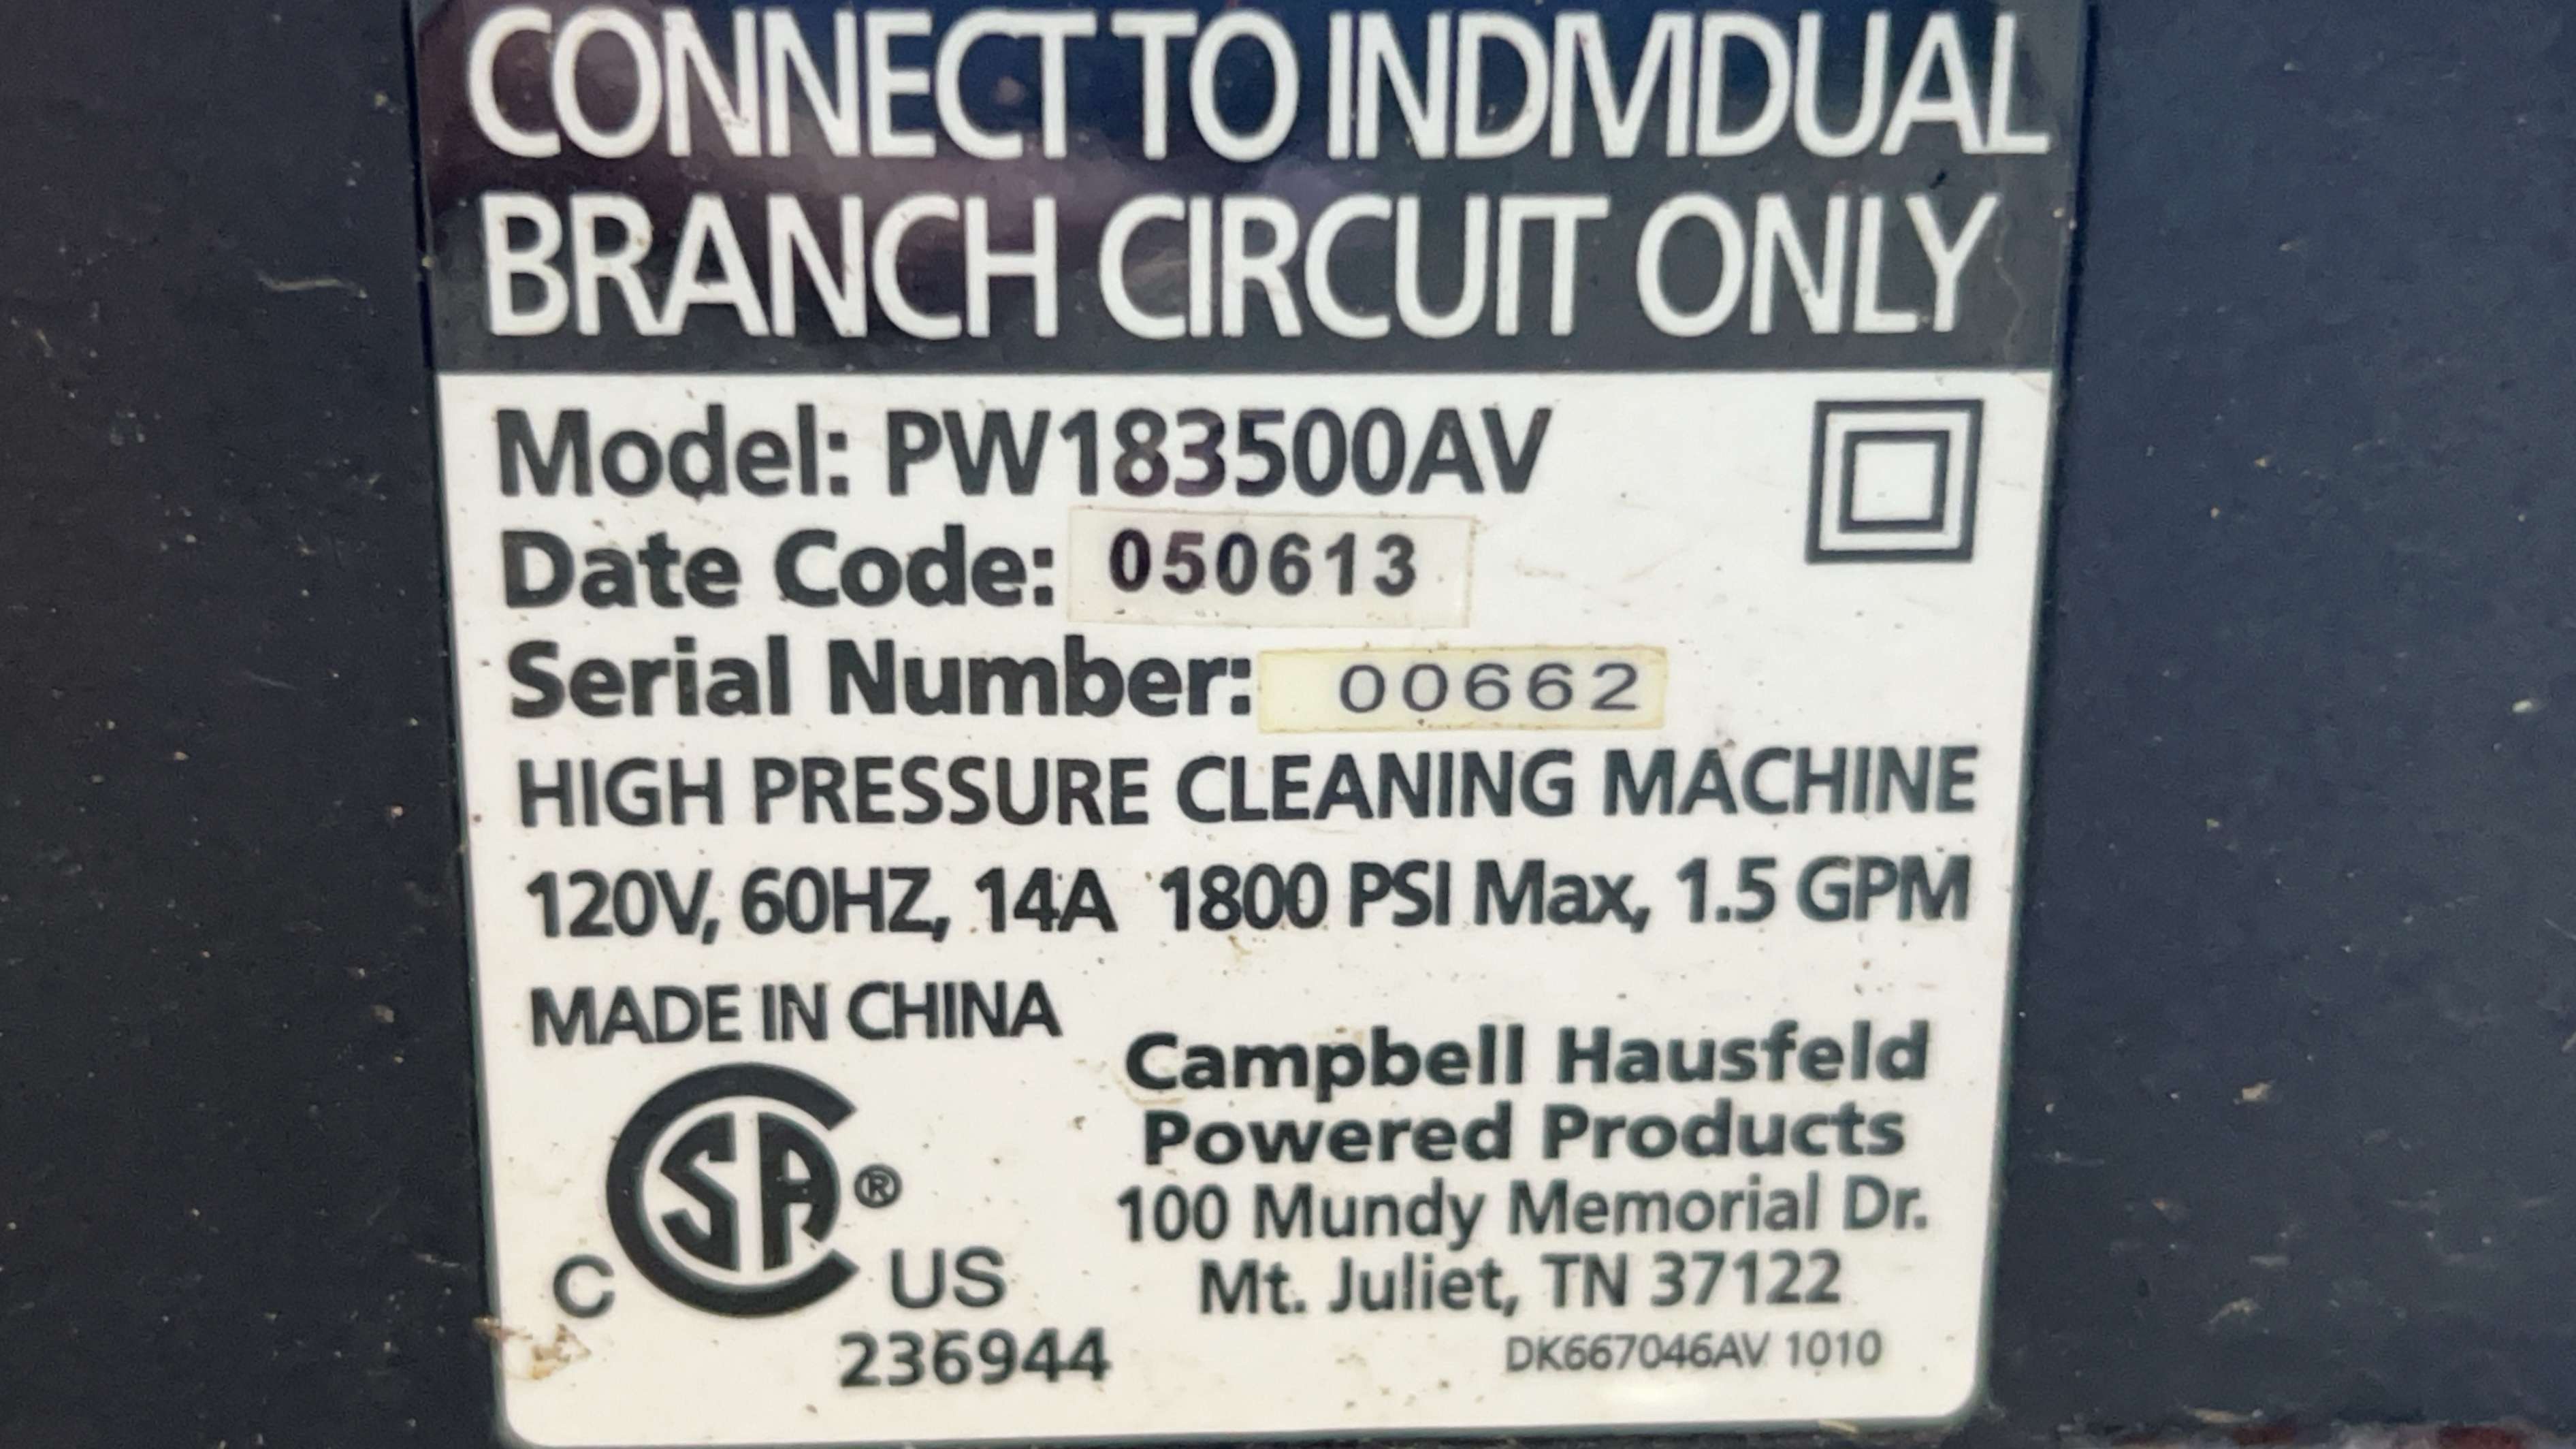 CONNECT TO INDIVIDUAL
BRANCH CIRCUIT ONLY
Model: PW183500AV
Date Code: 050613
Serial Number: 00662
HIGH PRESSURE CLEANING MACHINE
120V, 60HZ, 14A 1800 PSI Max, 1.5 GPM
MADE IN CHINA
Campbell Hausfeld
Powered Products
100 Mundy Memorial Dr.
Mt. Juliet, TN 37122
DK667046AV 1010
C SA® US
236944